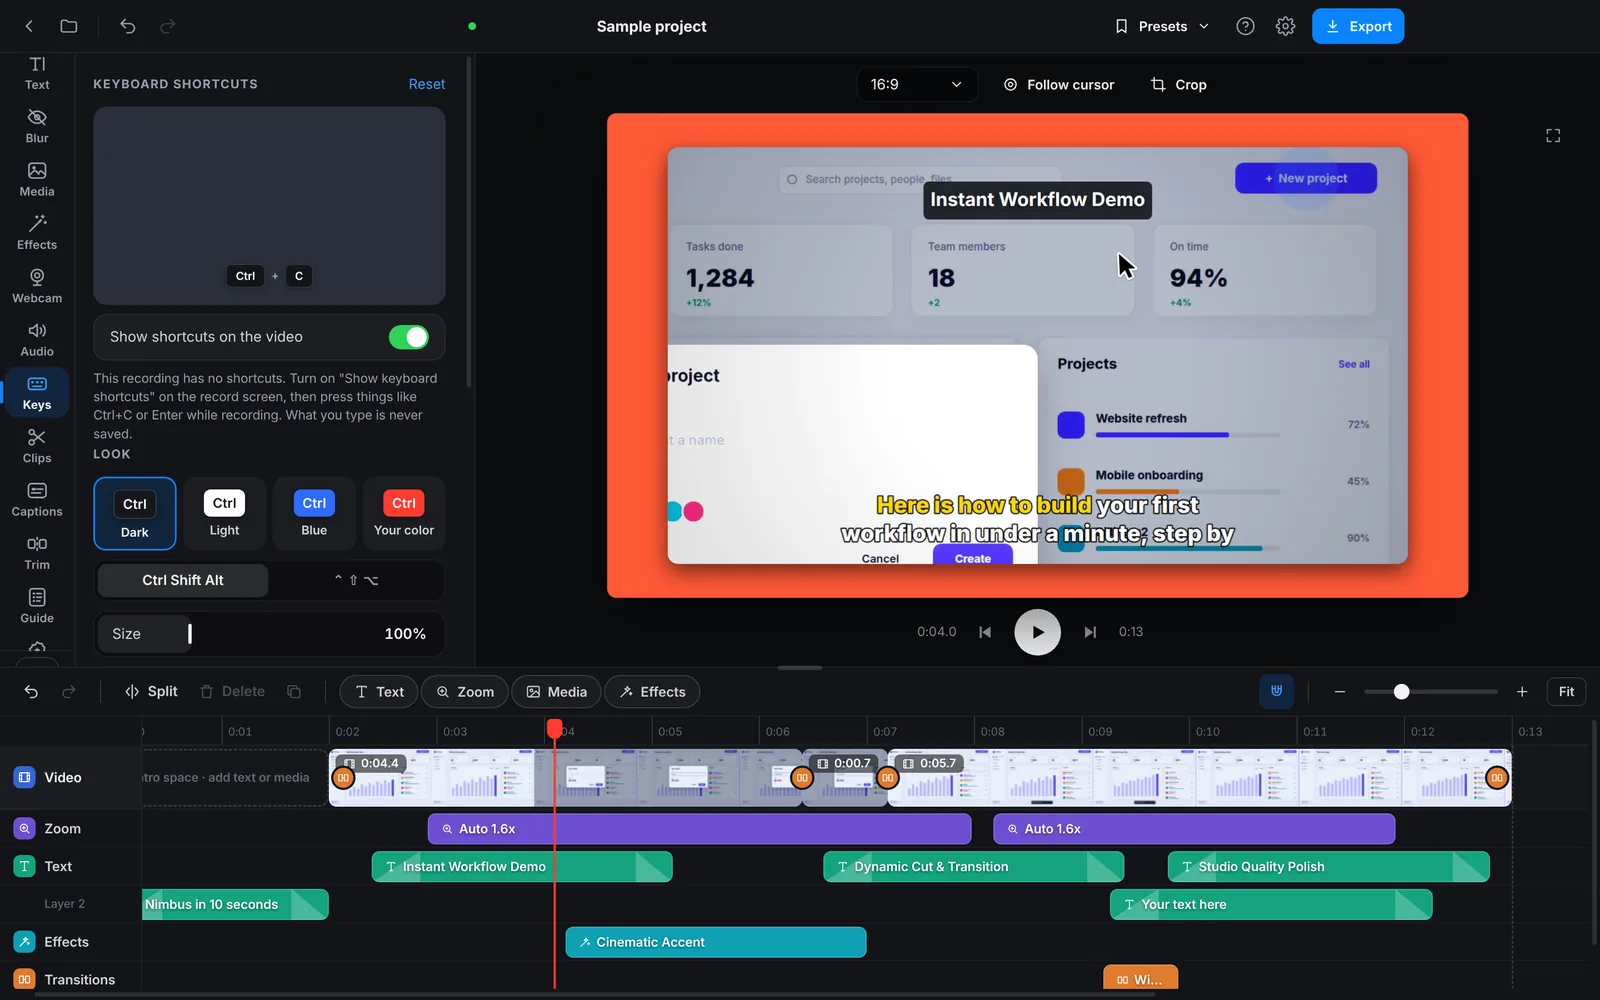 Sample project
Presets
Export
Text
Blur
Media
Effects
Webcam
Audio
Keys
Clips
Captions
Trim
Guide
KEYBOARD SHORTCUTS
Reset
Ctrl + C
Show shortcuts on the video
This recording has no shortcuts. Turn on "Show keyboard
shortcuts" on the record screen, then press things like
Ctrl+C or Enter while recording. What you type is never
saved.
LOOK
Ctrl Ctrl Ctrl Ctrl
Dark Light Blue Your color
Ctrl Shift Alt ⌃ ⇧ ⌥
Size 100%
16:9 Follow cursor Crop
Search projects, people, files
+ New project
Instant Workflow Demo
Tasks done
1,284
+12%
Team members
18
+2
On time
94%
+4%
roject
t a name
Cancel Create
Projects See all
Website refresh 72%
Mobile onboarding 45%
90%
Here is how to build your first
workflow in under a minute, step by
0:04.0 0:13
Split Delete Text Zoom Media Effects Fit
0:01 0:02 0:03 :04 0:05 0:06 0:07 0:08 0:09 0:10 0:11 0:12 0:13
Video
tro space · add text or media
0:04.4 0:00.7 0:05.7
Zoom Auto 1.6x Auto 1.6x
Text Instant Workflow Demo Dynamic Cut & Transition Studio Quality Polish
Layer 2 Nimbus in 10 seconds Your text here
Effects Cinematic Accent
Transitions Wi...